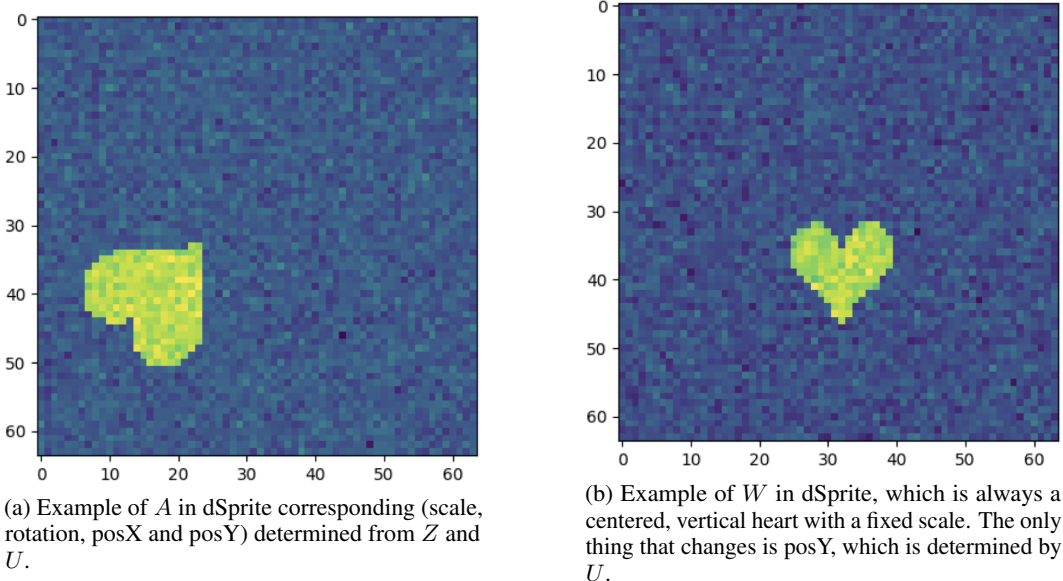 0
10
20
30
40
50
60
0 10 20 30 40 50 60
(a) Example of A in dSprite corresponding (scale,
rotation, posX and posY) determined from Z and
U.
0
10
20
30
40
50
60
0 10 20 30 40 50 60
(b) Example of W in dSprite, which is always a
centered, vertical heart with a fixed scale. The only
thing that changes is posY, which is determined by
U.